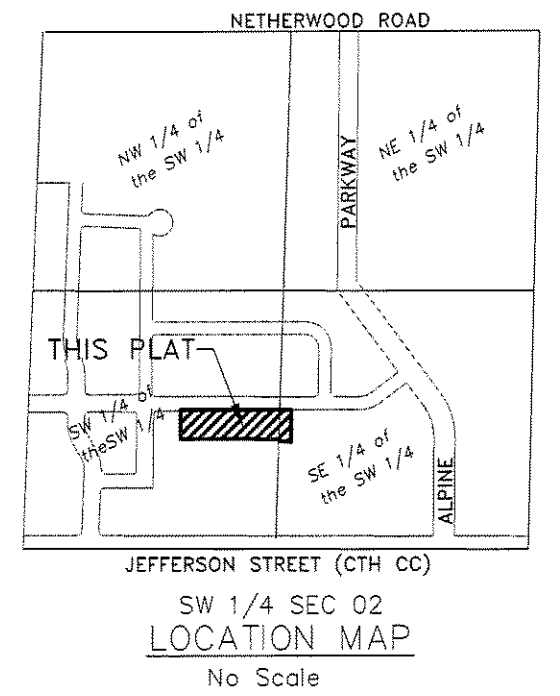 NETHERWOOD ROAD
NW 1/4 of
the SW 1/4
NE 1/4 of
the SW 1/4
PARKWAY
THIS PLAT
SW 1/4 of
theSW 1/4
SE 1/4 of
the SW 1/4
ALPINE
JEFFERSON STREET (CTH CC)
SW 1/4 SEC 02
LOCATION MAP
No Scale